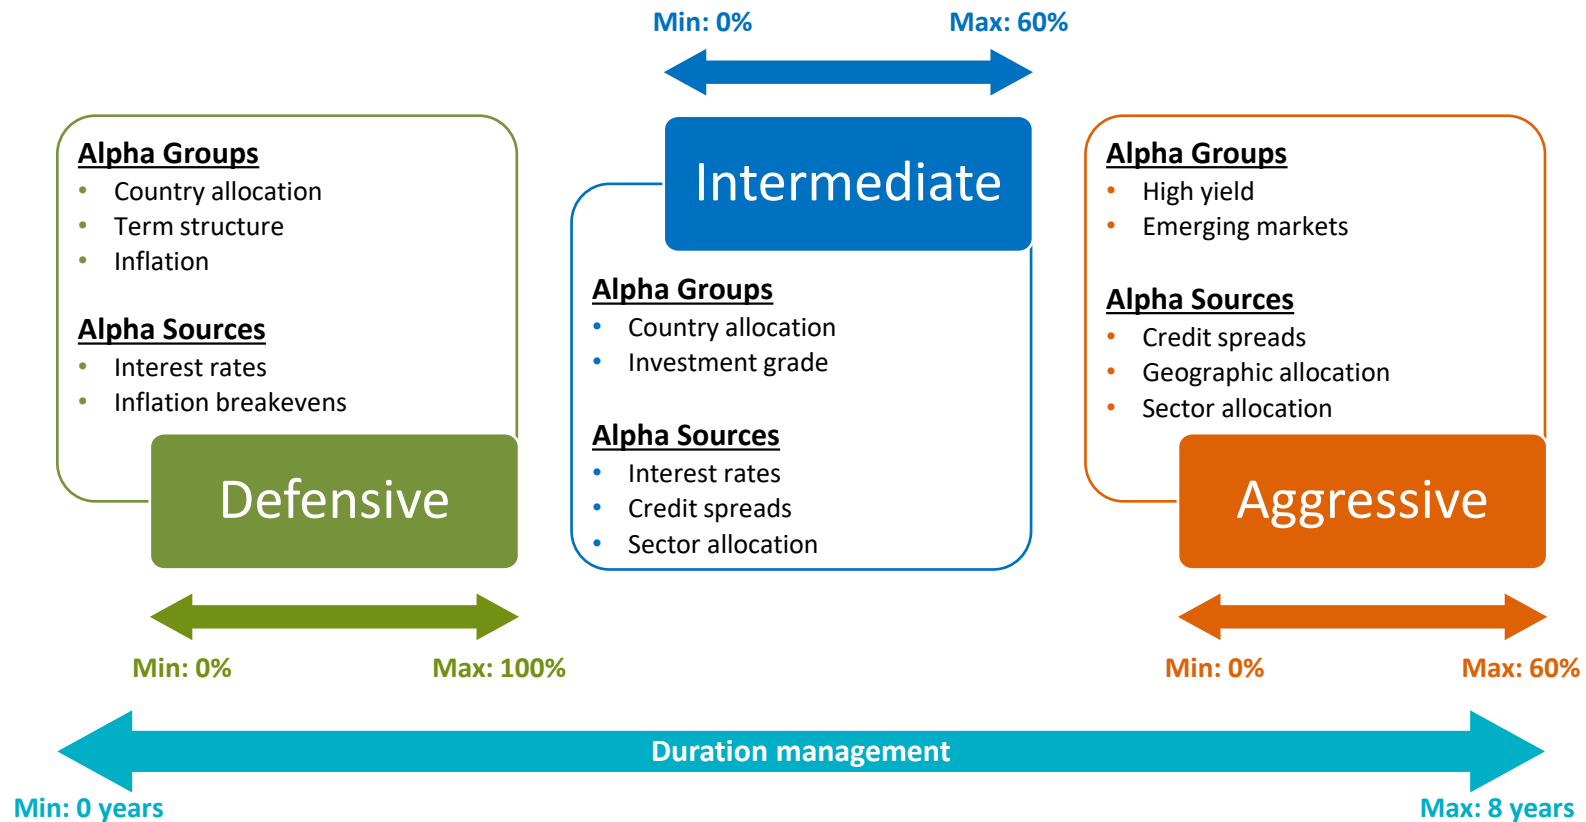 Min: 0%
Max: 60%
Alpha Groups
• Country allocation
• Term structure
• Inflation
Alpha Sources
• Interest rates
• Inflation breakevens
Defensive
Min: 0%
Max: 100%
Intermediate
Alpha Groups
• Country allocation
• Investment grade
Alpha Sources
• Interest rates
• Credit spreads
• Sector allocation
Alpha Groups
• High yield
• Emerging markets
Alpha Sources
• Credit spreads
• Geographic allocation
• Sector allocation
Aggressive
Min: 0%
Max: 60%
Duration management
Min: 0 years
Max: 8 years